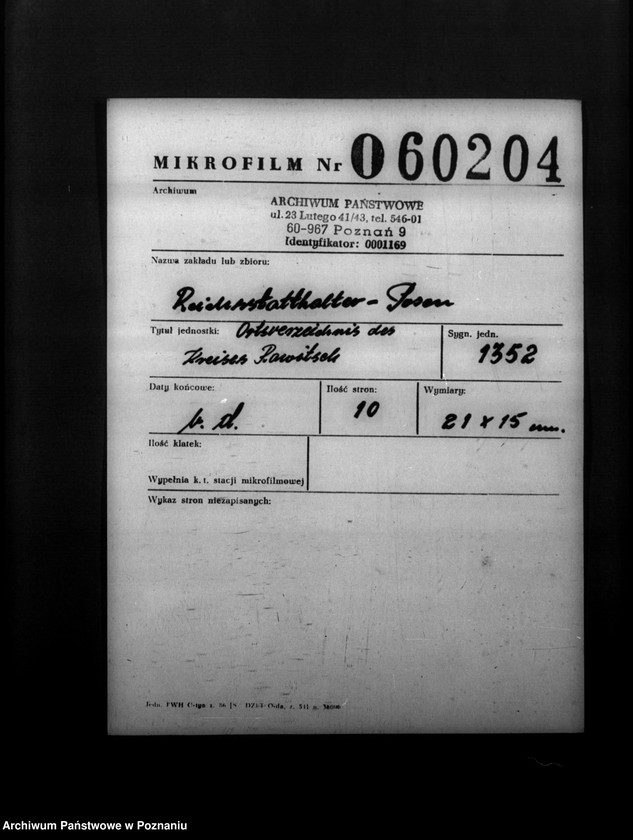 MIKROFILM Nr 060204
Archiwum
ARCHIWUM PAŃSTWOWE
ul. 23 Lutego 41/43, tel. 546-01
60-967 Poznań 9
Identyfikator: 0001169
Nazwa zakładu lub zbioru:
Reichsstatthalter - Posen
Tytuł jednostki: Ortsverzeichnis des
Kreises Rawitsch
Sygn. jedn.
1352
Daty końcowe:
b. d.
Ilość stron:
10
Wymiary:
21 x 15 mm.
Ilość klatek:
Wypełnia k. t. stacji mikrofilmowej
Wykaz stron niezapisanych:
Archiwum Państwowe w Poznaniu